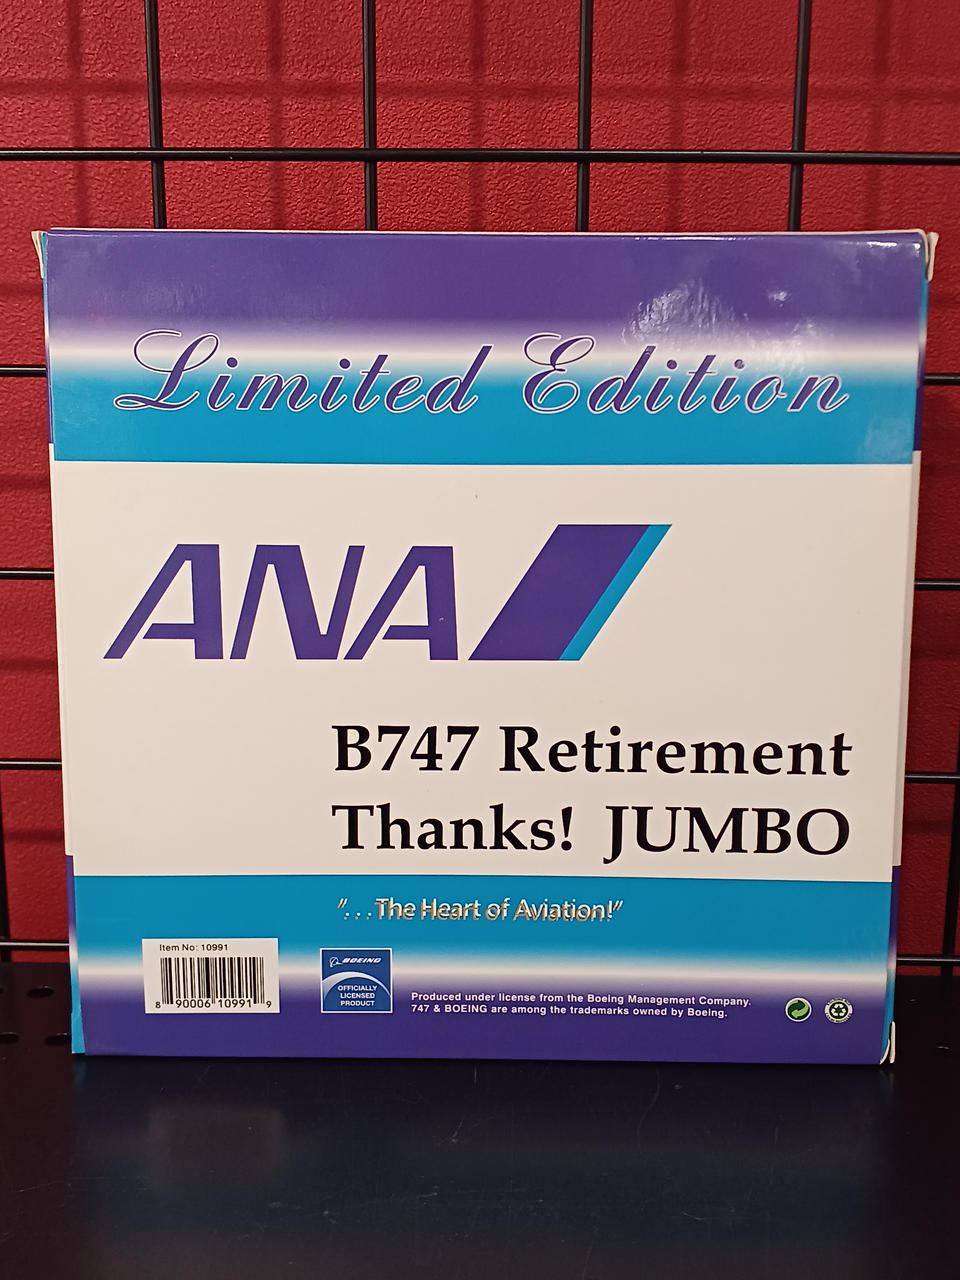 Limited Edition
ANA
B747 Retirement
Thanks! JUMBO
"...The Heart of Aviation!"
Item No: 10991
8 90006 10991 9
BOEING
OFFICIALLY
LICENSED
PRODUCT
Produced under license from the Boeing Management Company.
747 & BOEING are among the trademarks owned by Boeing.